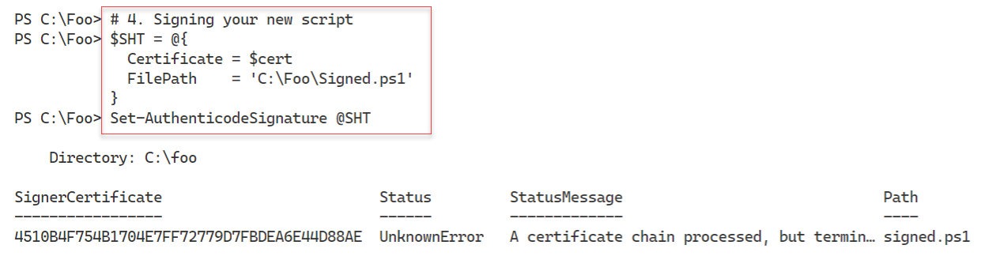 PS C:\Foo> # 4. Signing your new script
PS C:\Foo> $SHT = @{
Certificate = $cert
FilePath    = 'C:\Foo\Signed.ps1'
}
PS C:\Foo> Set-AuthenticodeSignature @SHT
Directory: C:\foo
SignerCertificate Status StatusMessage Path
----------------- ------ ------------- ----
4510B4F754B1704E7FF72779D7FBDEA6E44D88AE UnknownError A certificate chain processed, but termin… signed.ps1